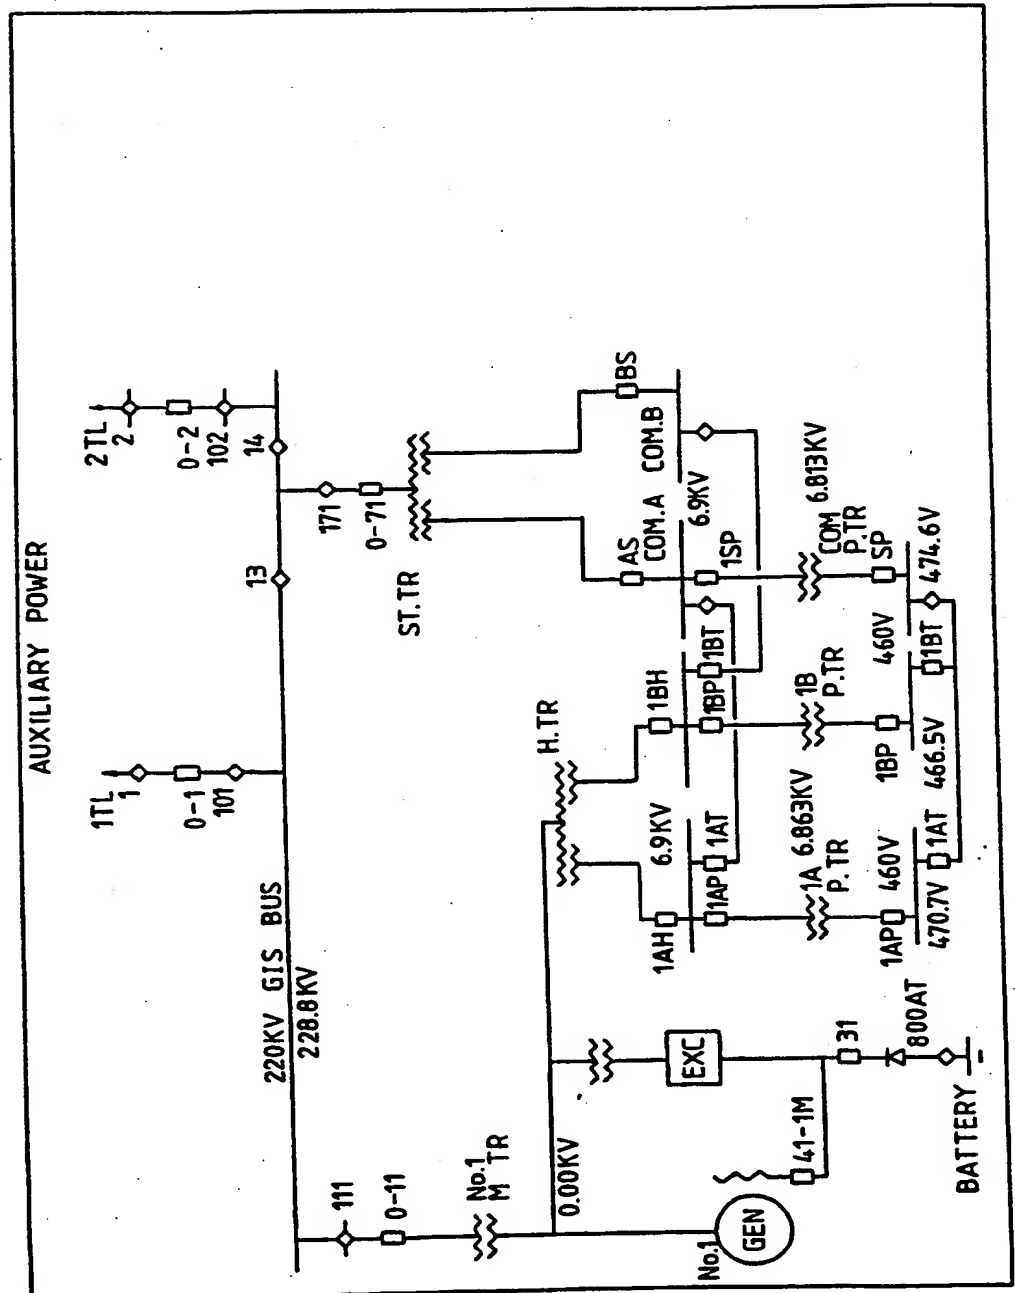 AUXILIARY POWER
1TL
1
0-1
101
2TL
2
0-2
102
220KV GIS BUS
228.8KV
13
14
111
0-11
No.1
M TR
171
0-71
ST.TR
0.00KV
H.TR
No.1
GEN
EXC
41-1M
31
800AT
BATTERY
1AH
6.9KV
1BH
AS
COM.A
COM.B
BS
6.9KV
1AP
1AT
1BP
1BT
1SP
1A 6.863KV
P.TR
1B
P.TR
COM 6.813KV
P.TR
1AP
460V
1BP
460V
SP
470.7V
1AT
466.5V
1BT
474.6V